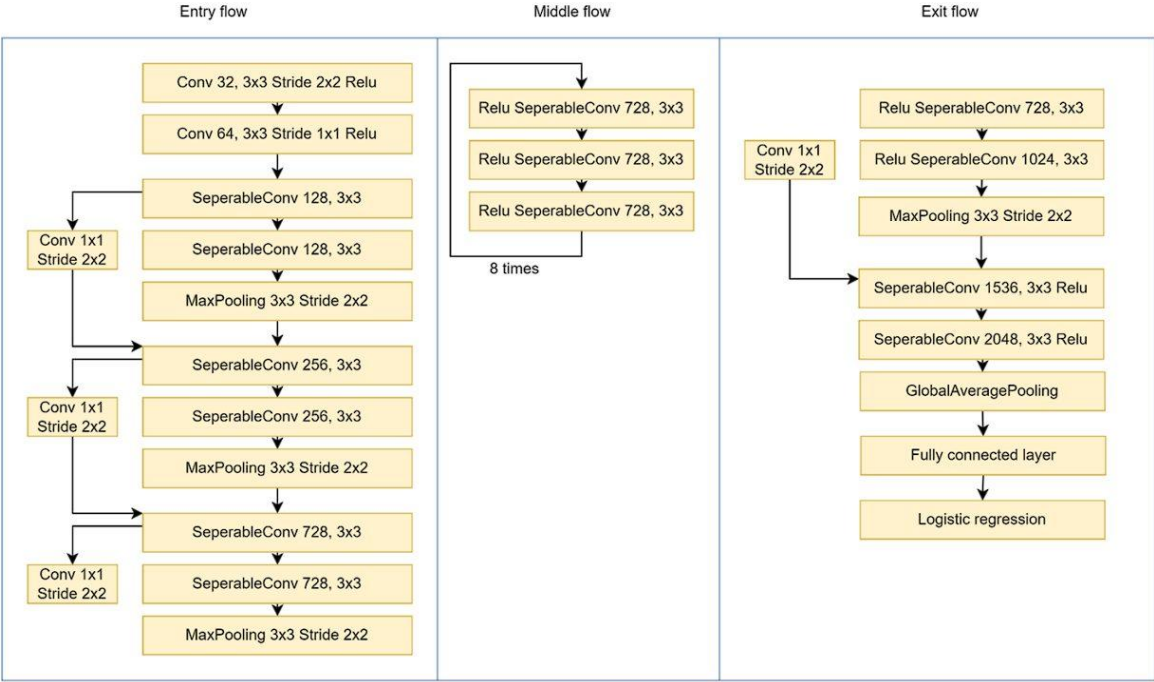 Entry flow
Conv 32, 3x3 Stride 2x2 Relu
Conv 64, 3x3 Stride 1x1 Relu
SeperableConv 128, 3x3
Conv 1x1
Stride 2x2
SeperableConv 128, 3x3
MaxPooling 3x3 Stride 2x2
SeperableConv 256, 3x3
Conv 1x1
Stride 2x2
SeperableConv 256, 3x3
MaxPooling 3x3 Stride 2x2
SeperableConv 728, 3x3
Conv 1x1
Stride 2x2
SeperableConv 728, 3x3
MaxPooling 3x3 Stride 2x2
Middle flow
Relu SeperableConv 728, 3x3
Relu SeperableConv 728, 3x3
Relu SeperableConv 728, 3x3
8 times
Exit flow
Relu SeperableConv 728, 3x3
Conv 1x1
Stride 2x2
Relu SeperableConv 1024, 3x3
MaxPooling 3x3 Stride 2x2
SeperableConv 1536, 3x3 Relu
SeperableConv 2048, 3x3 Relu
GlobalAveragePooling
Fully connected layer
Logistic regression